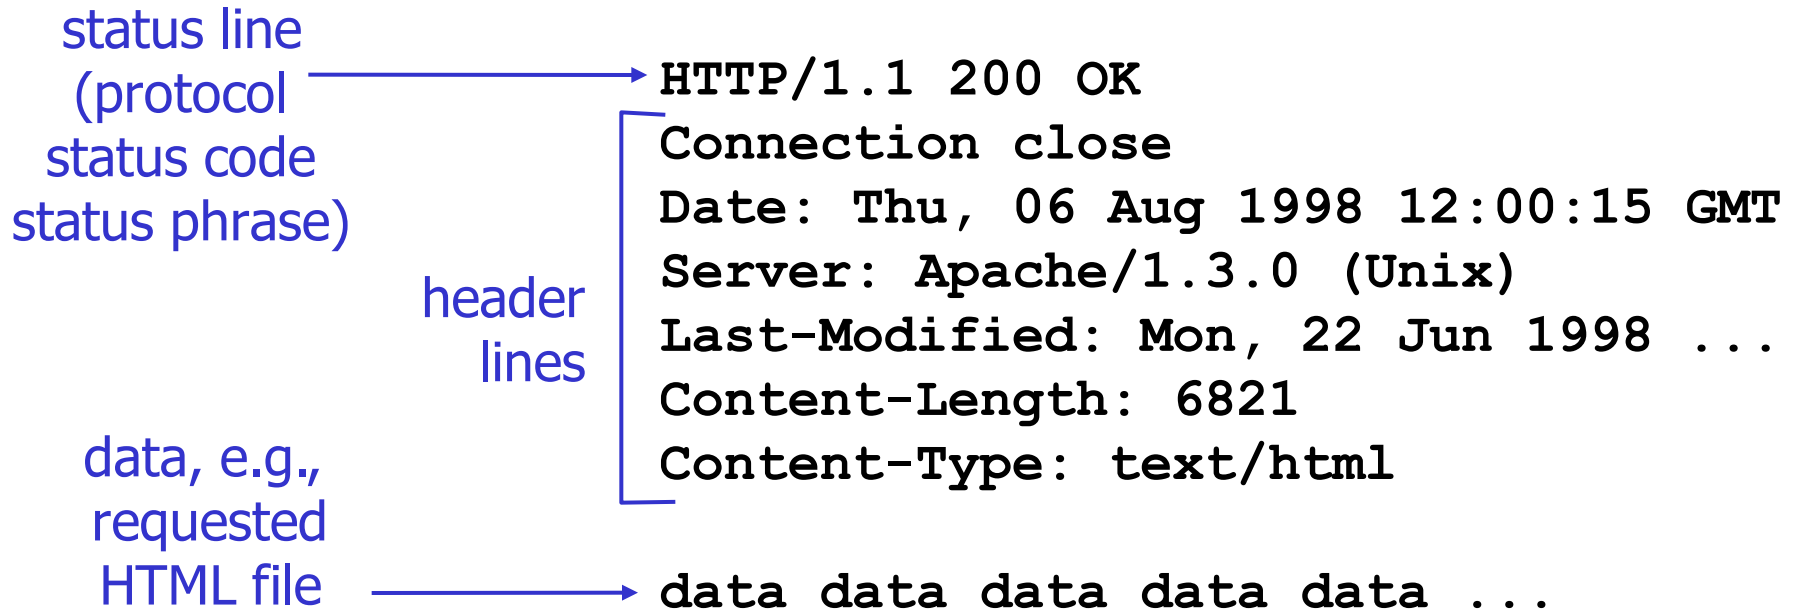 status line
(protocol
status code
status phrase)
HTTP/1.1 200 OK
Connection close
Date: Thu, 06 Aug 1998 12:00:15 GMT
Server: Apache/1.3.0 (Unix)
Last-Modified: Mon, 22 Jun 1998 ...
Content-Length: 6821
Content-Type: text/html
header
lines
data, e.g.,
requested
HTML file
data data data data data ...